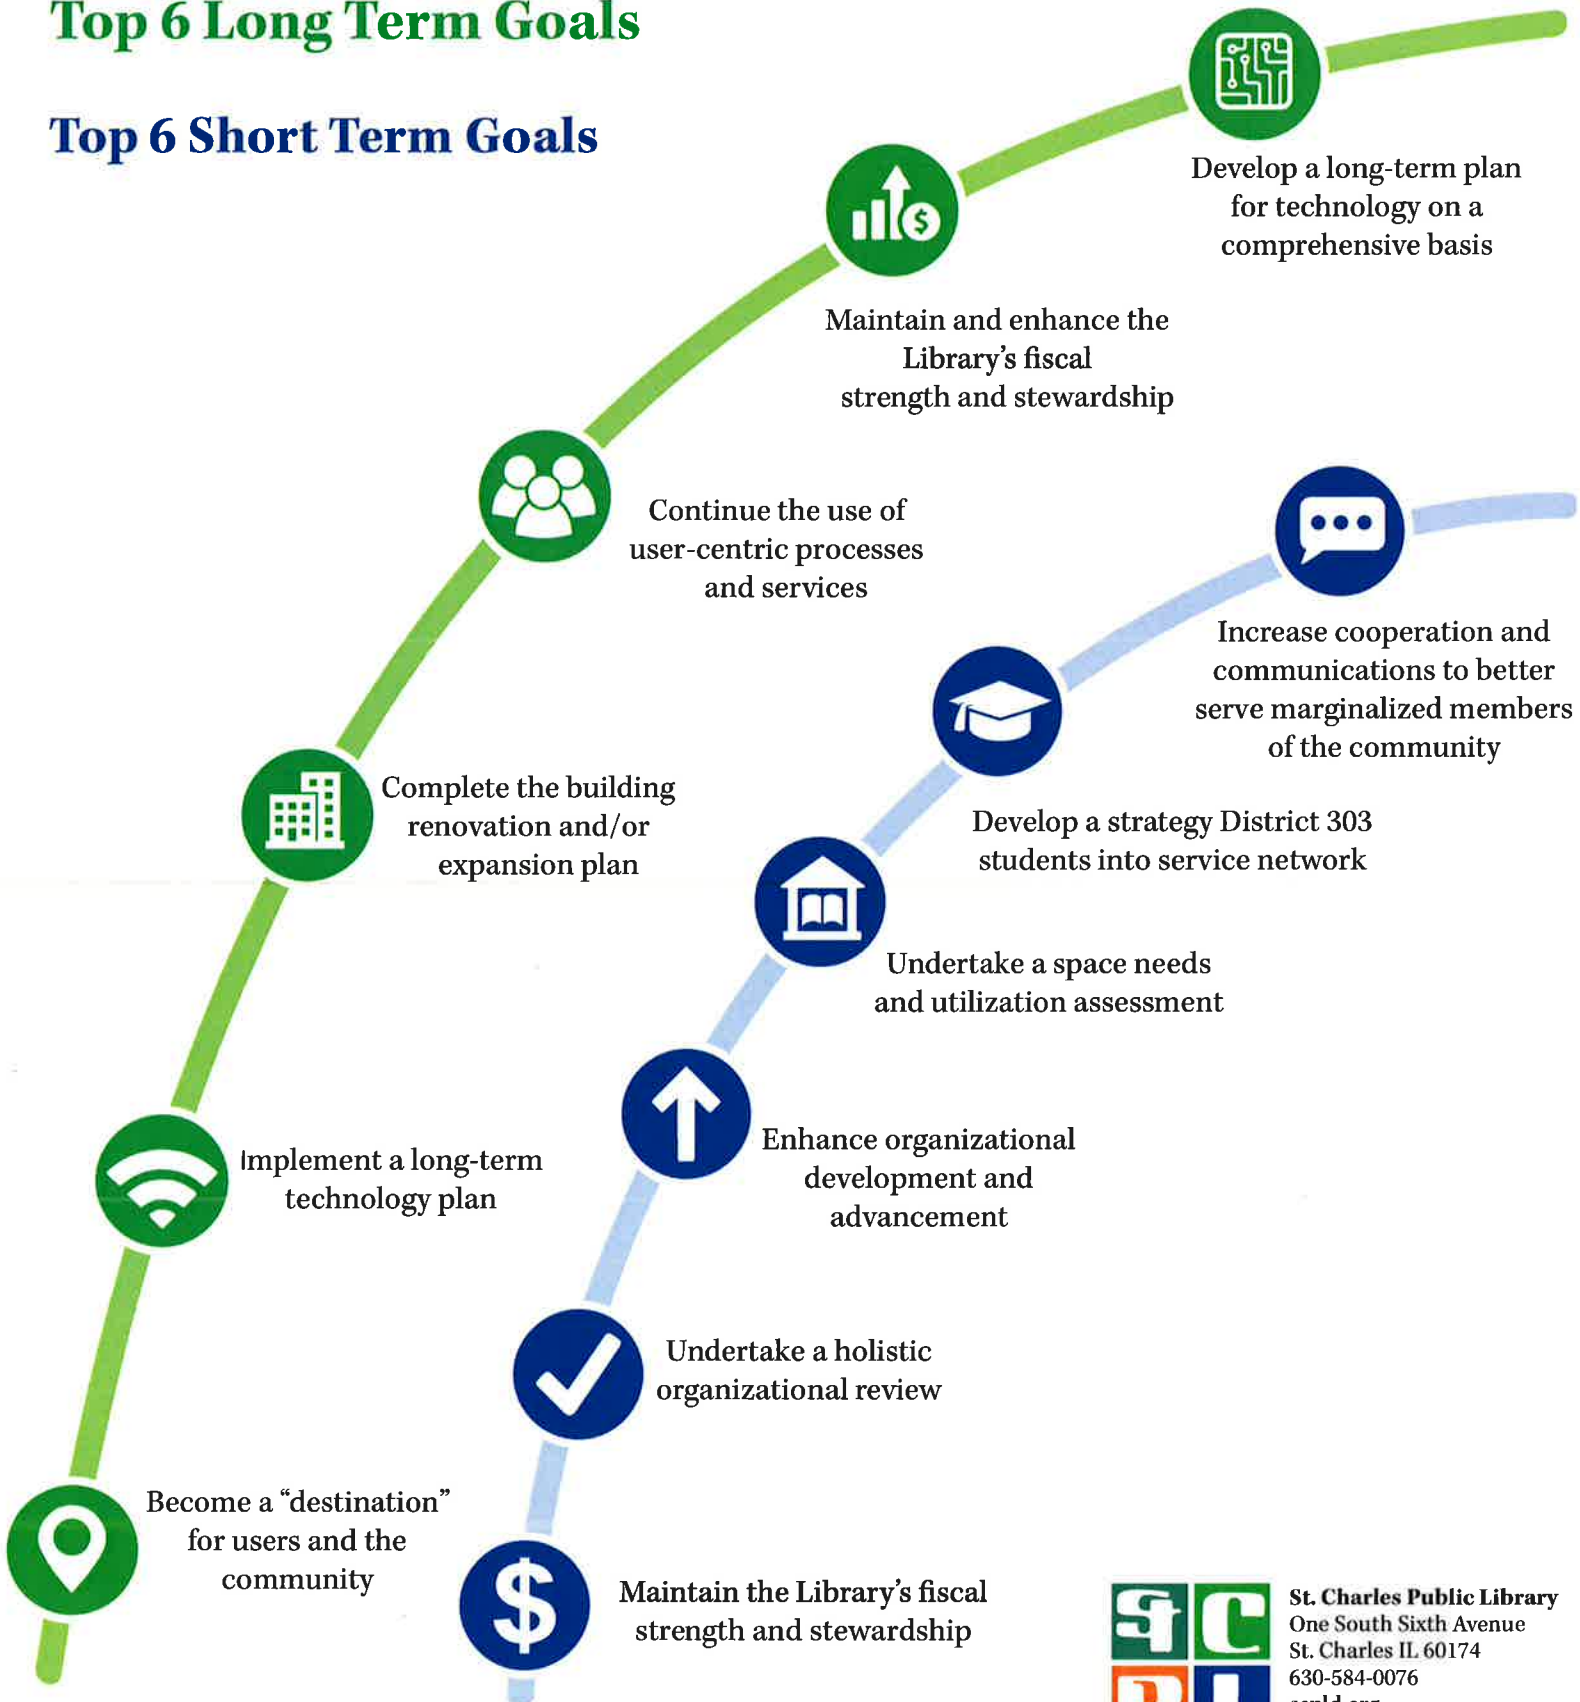 Top 6 Long Term Goals
Top 6 Short Term Goals
Develop a long-term plan
for technology on a
comprehensive basis
Maintain and enhance the
Library's fiscal
strength and stewardship
Continue the use of
user-centric processes
and services
Complete the building
renovation and/or
expansion plan
Implement a long-term
technology plan
Become a “destination”
for users and the
community
Increase cooperation and
communications to better
serve marginalized members
of the community
Develop a strategy District 303
students into service network
Undertake a space needs
and utilization assessment
Enhance organizational
development and
advancement
Undertake a holistic
organizational review
Maintain the Library's fiscal
strength and stewardship
$
St. Charles Public Library
One South Sixth Avenue
St. Charles IL 60174
630-584-0076